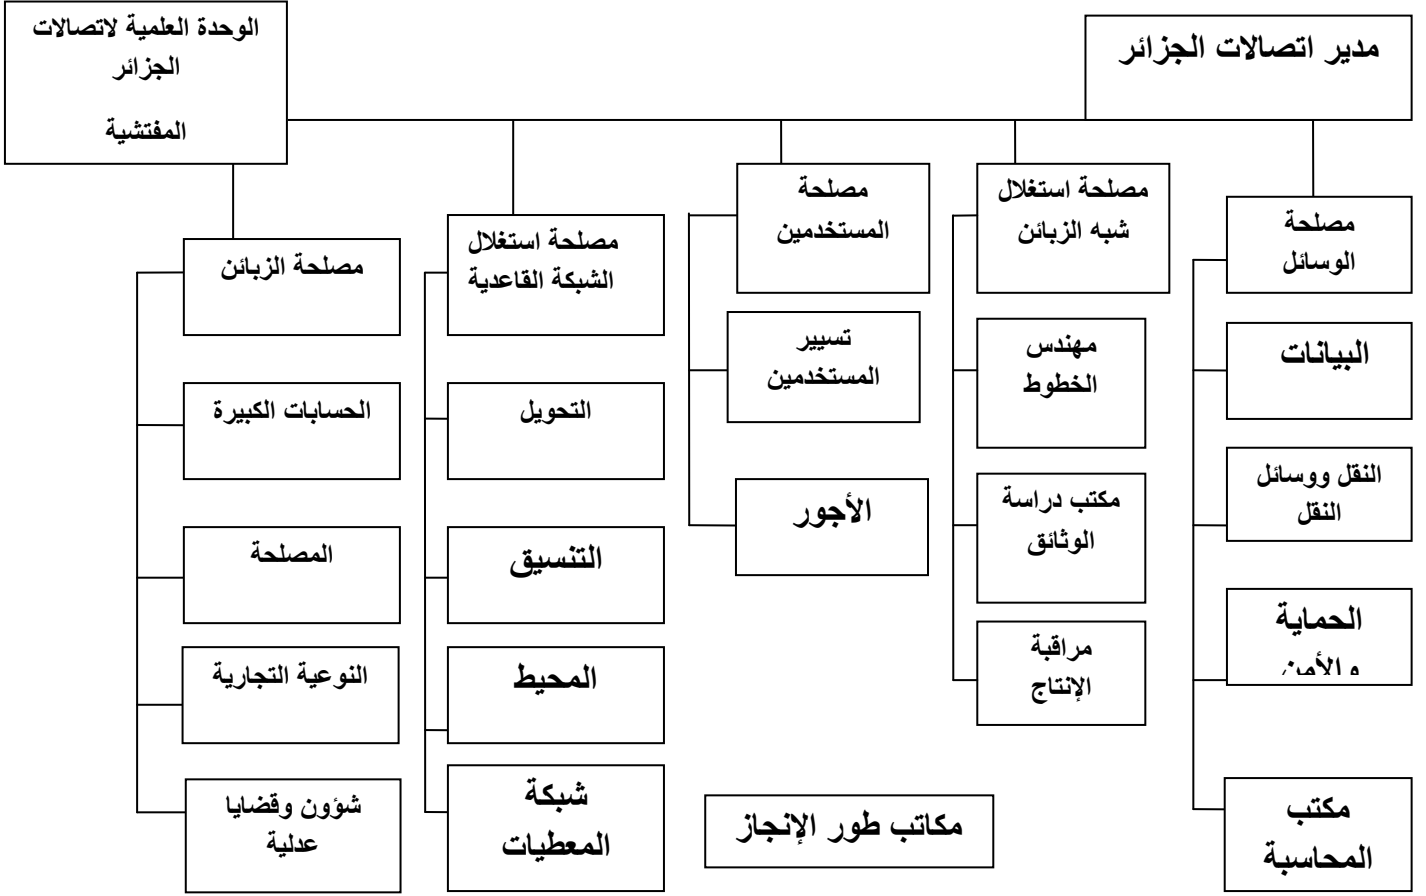 مدير اتصالات الجزائر
الوحدة العلمية لاتصالات
الجزائر
المفتشية
مصلحة
الوسائل
البيانات
النقل ووسائل
النقل
الحماية
والأمن
مكتب
المحاسبة
مصلحة استغلال
شبه الزبائن
مهندس
الخطوط
مكتب دراسة
الوثائق
مراقبة
الإنتاج
مصلحة
المستخدمين
تسيير
المستخدمين
الأجور
مكاتب طور الإنجاز
مصلحة استغلال
الشبكة القاعدية
التحويل
التنسيق
المحيط
شبكة
المعطيات
مصلحة الزبائن
الحسابات الكبيرة
المصلحة
النوعية التجارية
شؤون وقضايا
عدلية